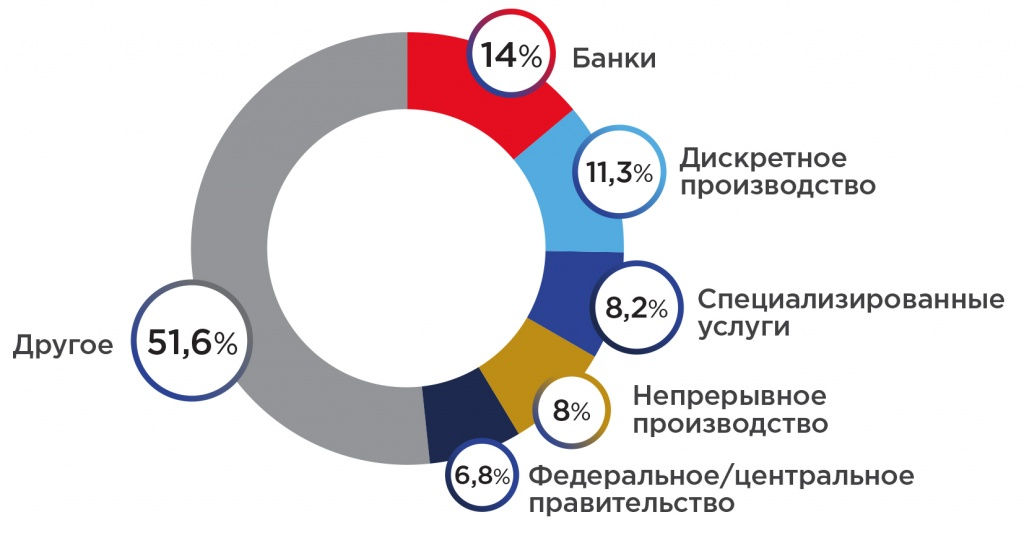 14%
Банки
11,3%
Дискретное
производство
8,2%
Специализированные
услуги
8%
Непрерывное
производство
6,8%
Федеральное/центральное
правительство
Другое
51,6%